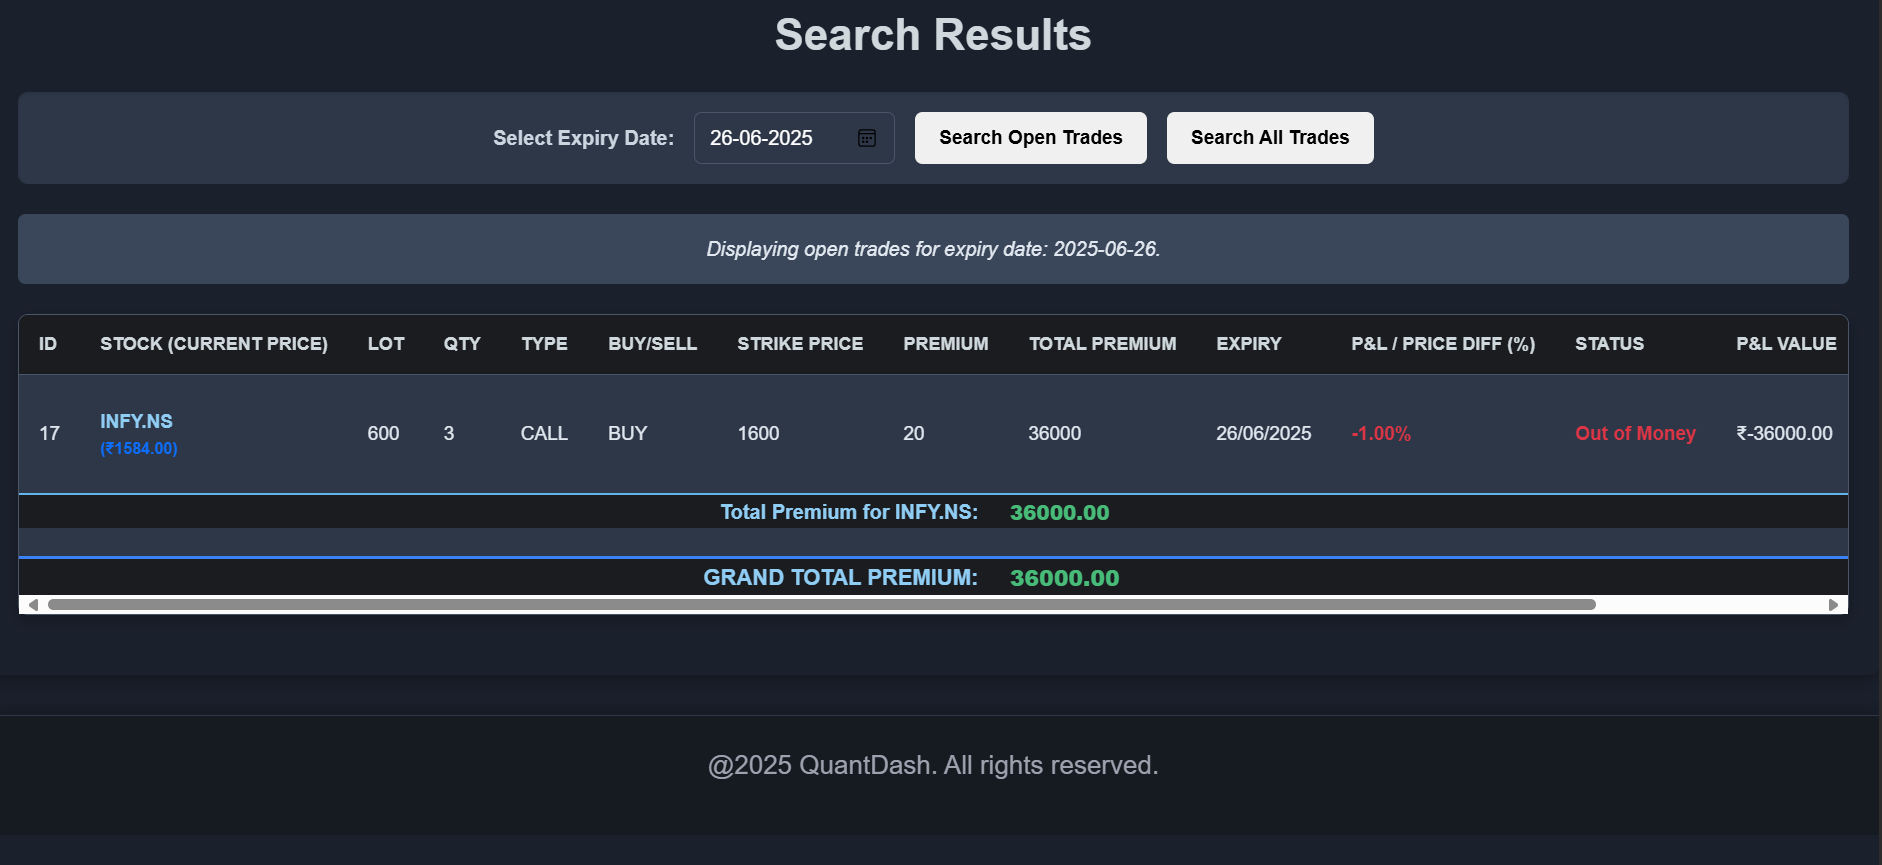 Search Results
Select Expiry Date: 26-06-2025 Search Open Trades Search All Trades
Displaying open trades for expiry date: 2025-06-26.
ID STOCK (CURRENT PRICE) LOT QTY TYPE BUY/SELL STRIKE PRICE PREMIUM TOTAL PREMIUM EXPIRY P&L / PRICE DIFF (%) STATUS P&L VALUE
17 INFY.NS 600 3 CALL BUY 1600 20 36000 26/06/2025 -1.00% Out of Money ₹-36000.00
(₹1584.00)
Total Premium for INFY.NS: 36000.00
GRAND TOTAL PREMIUM: 36000.00
@2025 QuantDash. All rights reserved.